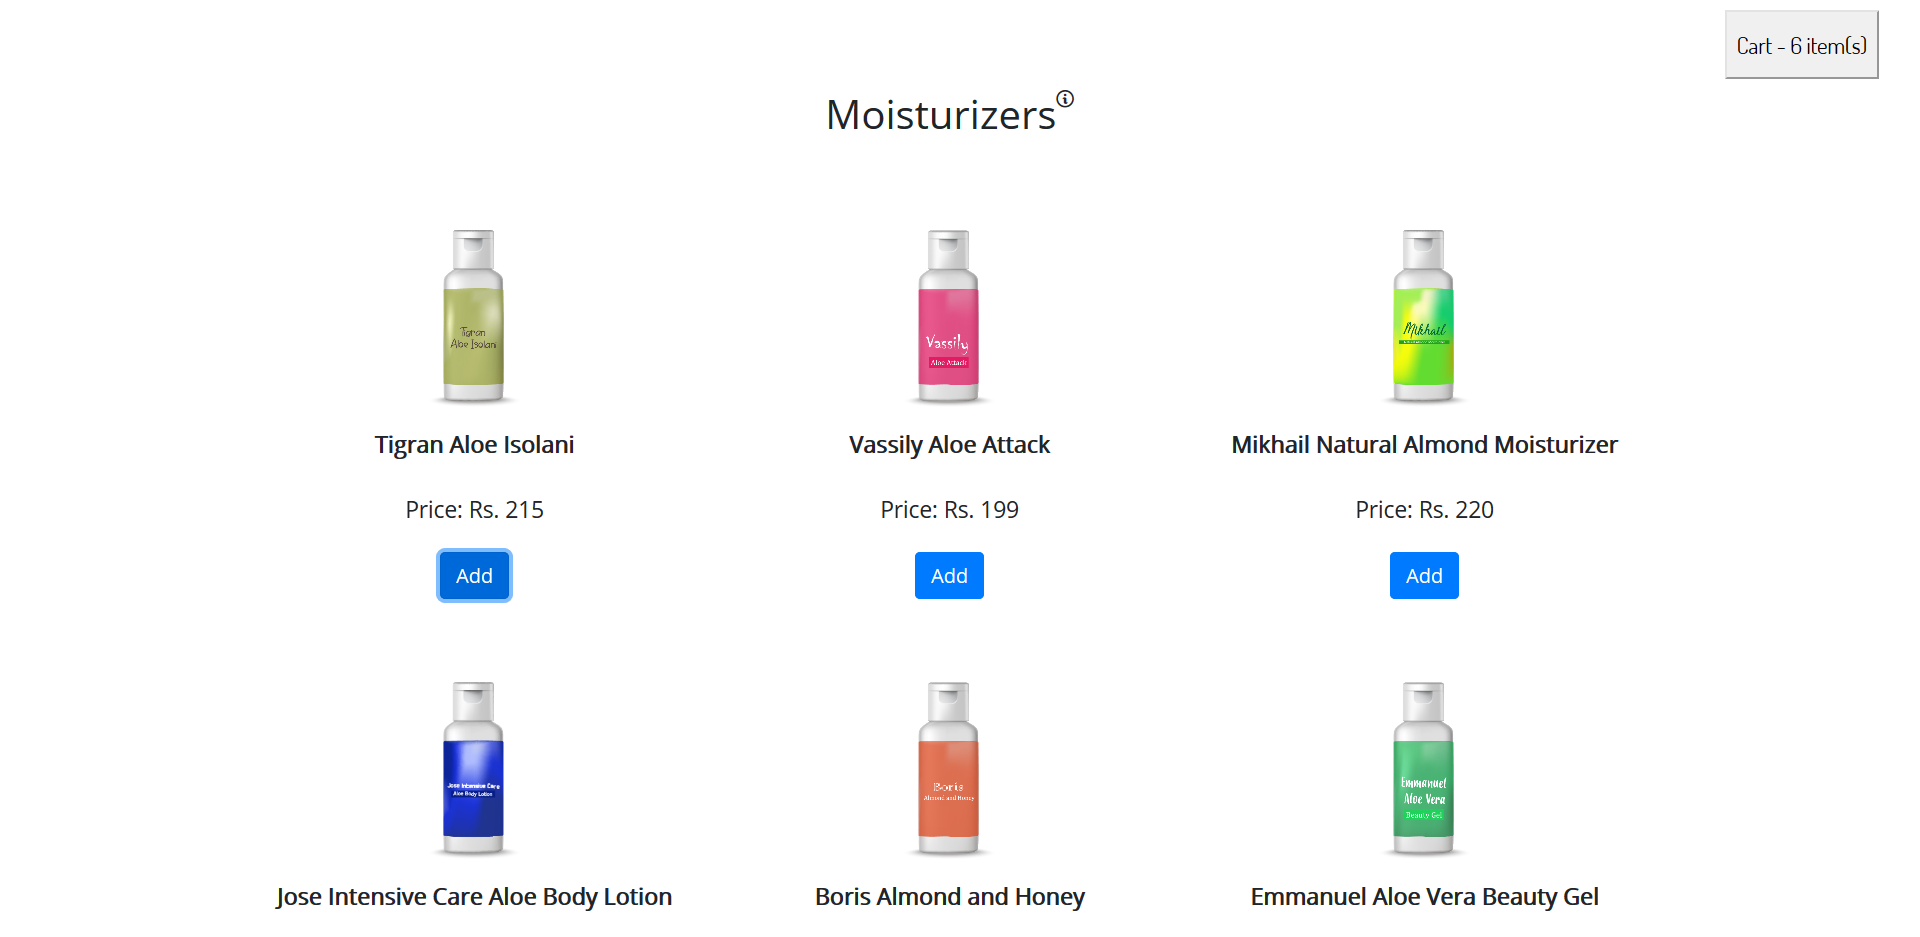 Cart - 6 item(s)
Moisturizers
Tigran
Aloe Isolani
Vassily
Aloe Attack
Mikhail
Tigran Aloe Isolani
Vassily Aloe Attack
Mikhail Natural Almond Moisturizer
Price: Rs. 215
Price: Rs. 199
Price: Rs. 220
Add
Add
Add
Jose Intensive Care
Aloe Body Lotion
Boris
Almond and Honey
Emmanuel
Aloe Vera
Beauty Gel
Jose Intensive Care Aloe Body Lotion
Boris Almond and Honey
Emmanuel Aloe Vera Beauty Gel